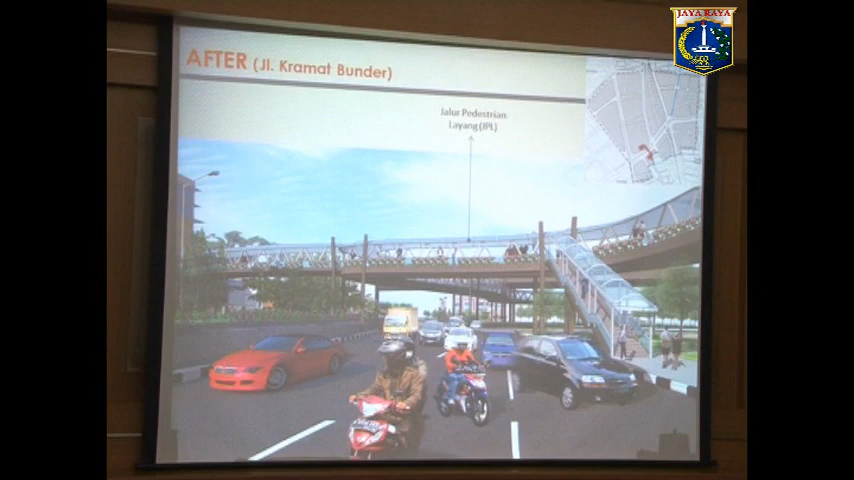 JAYA RAYA
AFTER (Jl. Kramat Bunder)
Jalur Pedestrian
Layang (JPL)